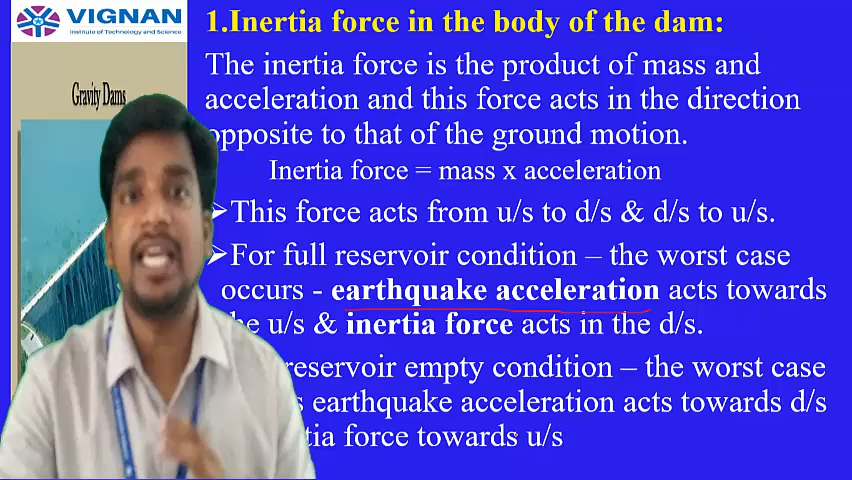 VIGNAN
Institute of Technology and Science
Gravity Dams
1.Inertia force in the body of the dam:
The inertia force is the product of mass and
acceleration and this force acts in the direction
opposite to that of the ground motion.
Inertia force = mass x acceleration
➢This force acts from u/s to d/s & d/s to u/s.
➢For full reservoir condition – the worst case
occurs - earthquake acceleration acts towards
u/s & inertia force acts in the d/s.
reservoir empty condition – the worst case
earthquake acceleration acts towards d/s
force towards u/s